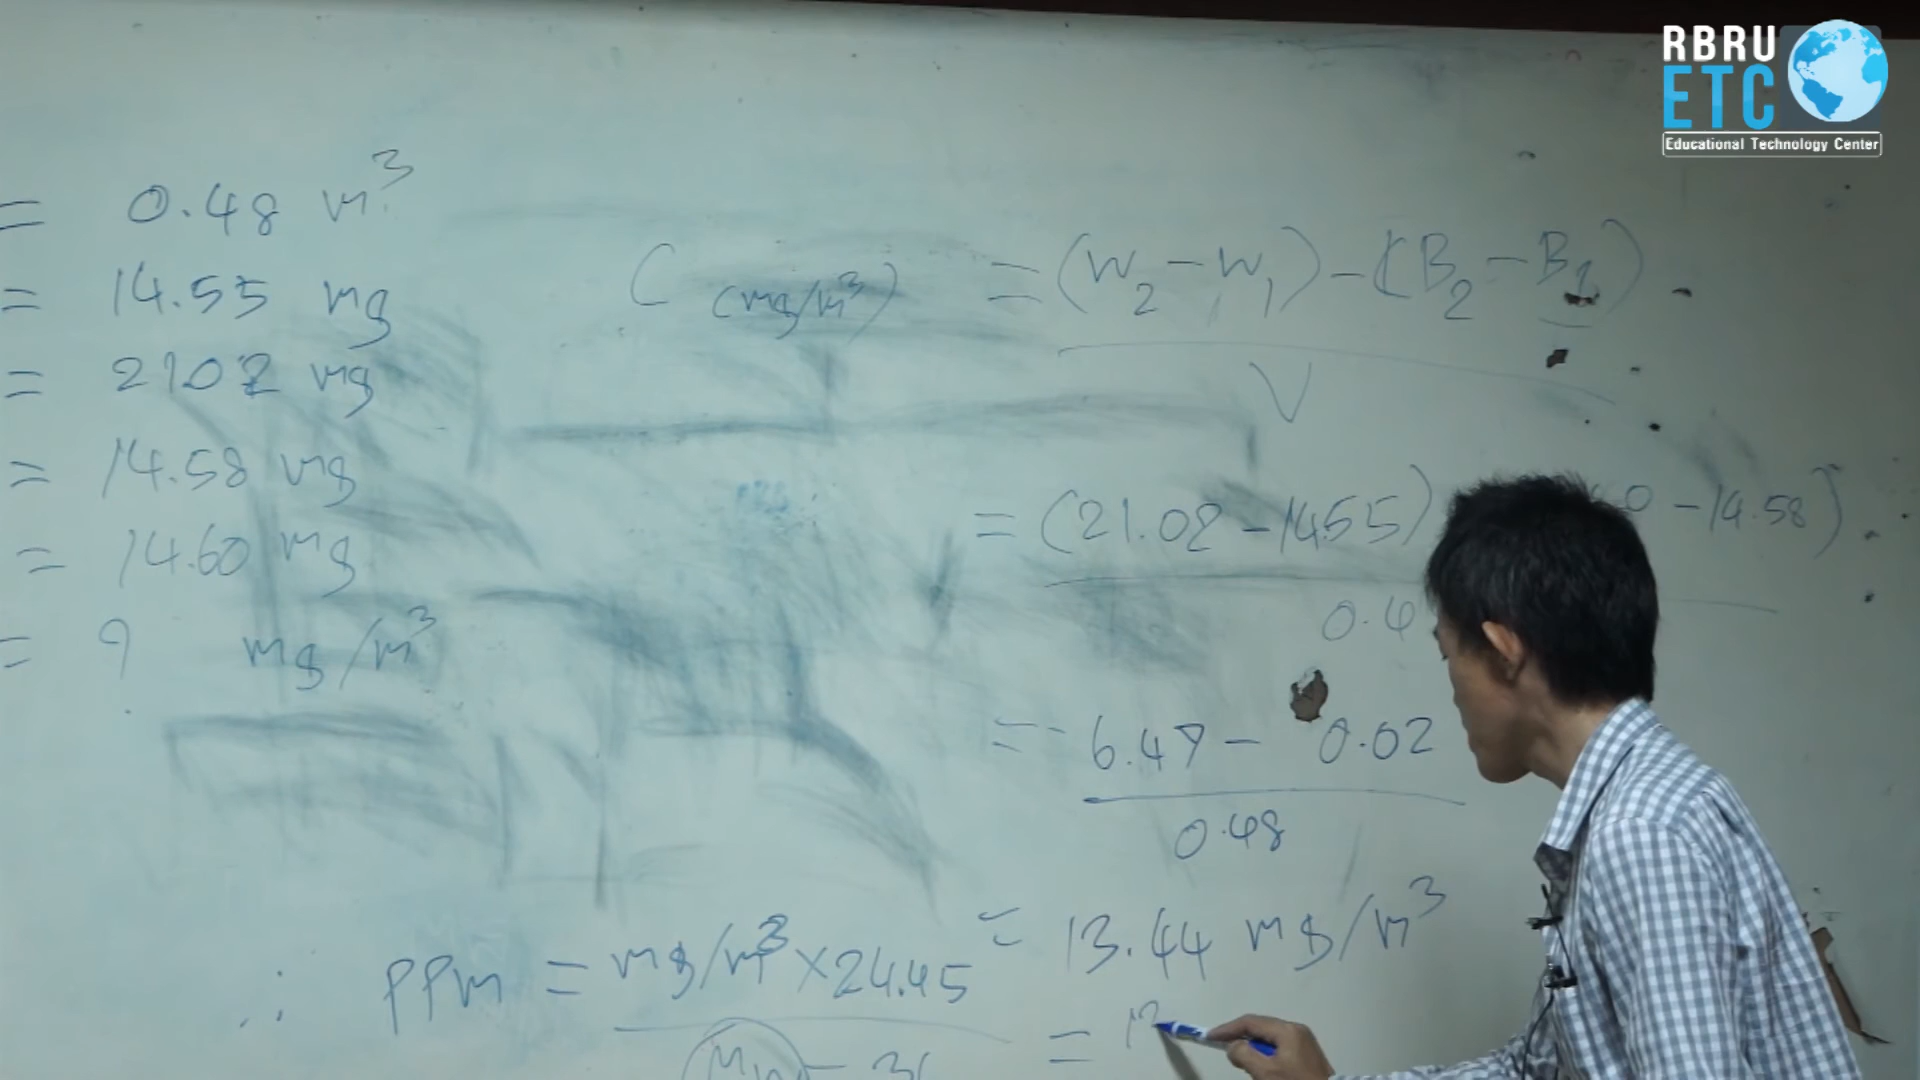 RBRU
ETC
Educational Technology Center
= 0.48 m³
= 14.55 mg
= 21.02 mg
= 14.58 mg
= 14.60 mg
= ? mg/m³
C (mg/m³) = (W₂ - W₁) - (B₂ - B₁)
V
= (21.02 - 14.55) 0 - 14.58)
0.4
= 6.47 - 0.02
0.48
= 13.44 mg/m³
∴ PPm = mg/m³ × 24.45
=